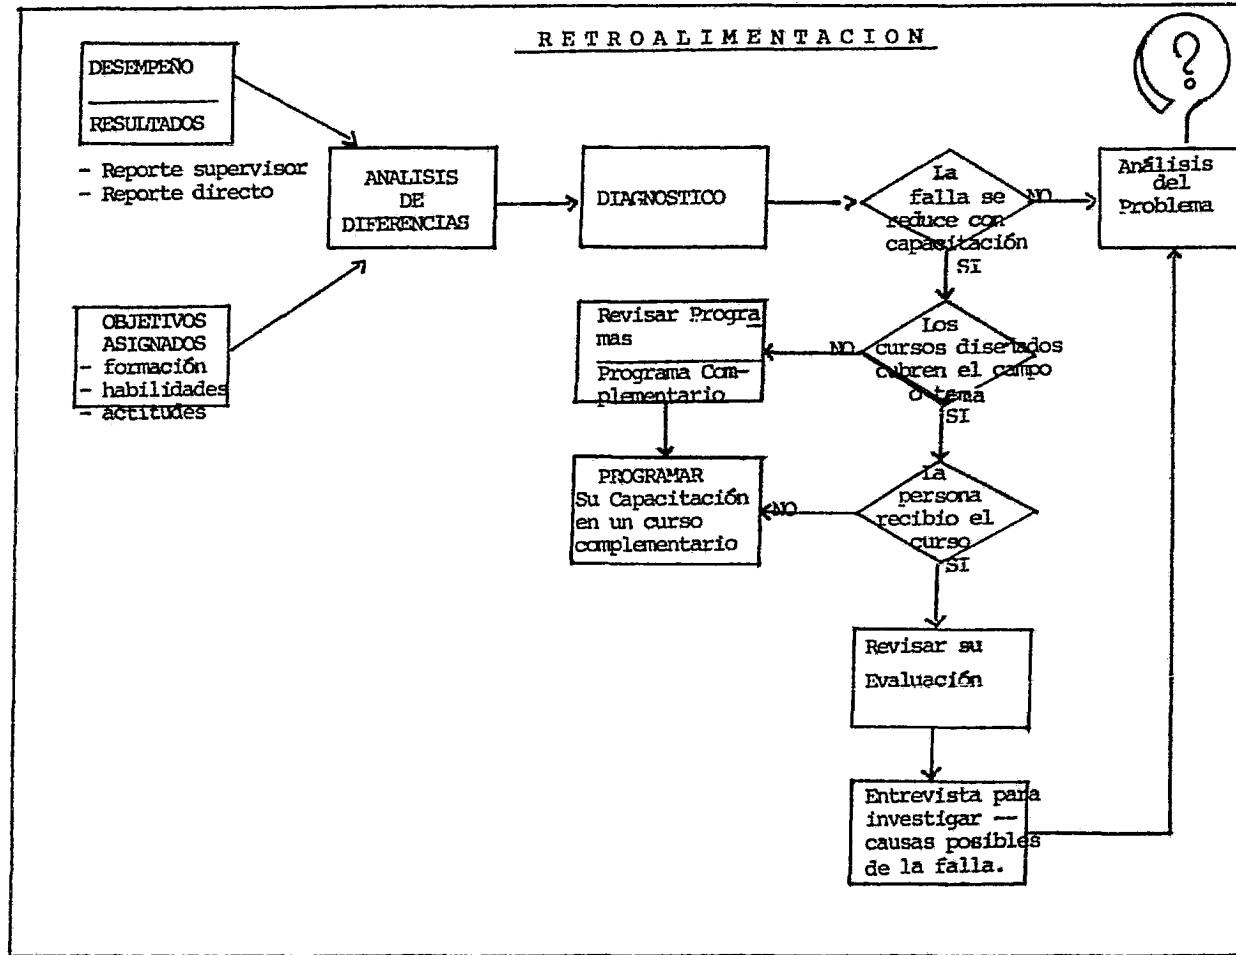 RETROALIMENTACION
DESEMPEÑO
RESULTADOS
- Reporte supervisor
- Reporte directo
OBJETIVOS
ASIGNADOS
- formación
- habilidades
- actitudes
ANALISIS
DE
DIFERENCIAS
DIAGNOSTICO
La
falla se
reduce con
capacitación
NO
SI
?
Análisis
del
Problema
Los
cursos diseñados
cubren el campo
o tema
NO
SI
Revisar Progra
mas
Programa Com-
plementario
La
persona
recibio el
curso
NO
SI
PROGRAMAR
Su Capacitación
en un curso
complementario
Revisar su
Evaluación
Entrevista para
investigar --
causas posibles
de la falla.